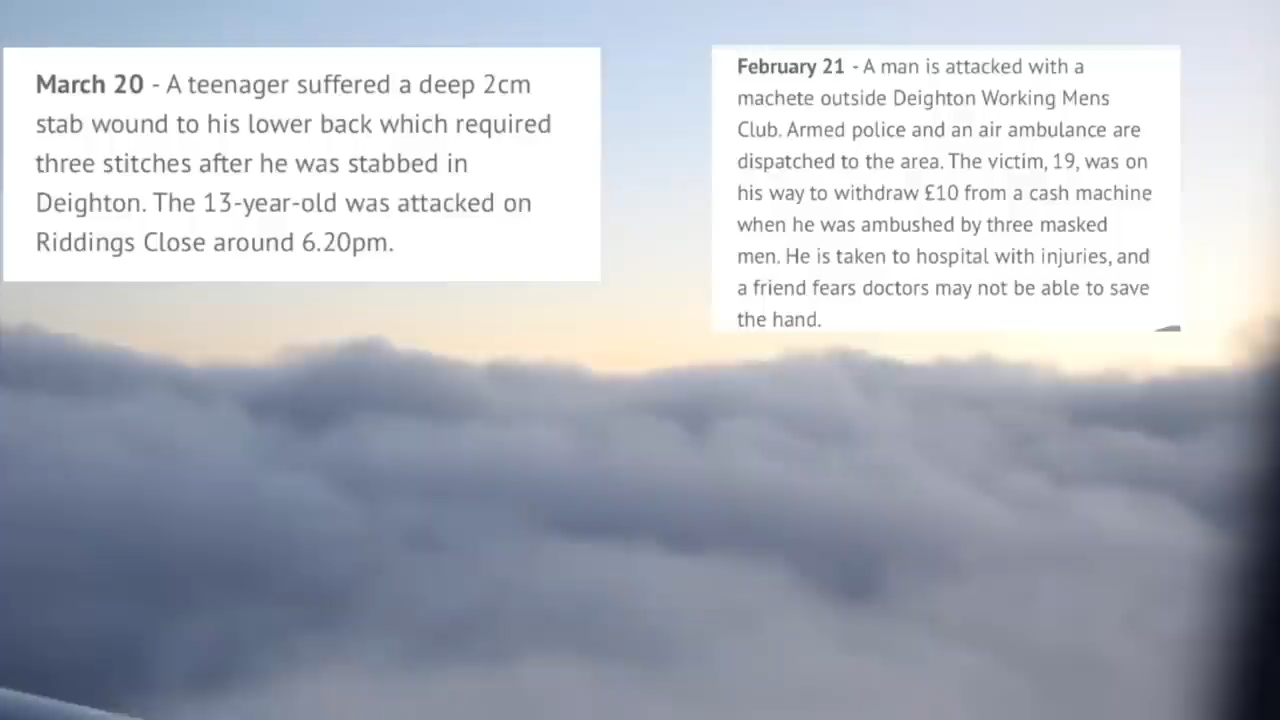 March 20 - A teenager suffered a deep 2cm
stab wound to his lower back which required
three stitches after he was stabbed in
Deighton. The 13-year-old was attacked on
Riddings Close around 6.20pm.
February 21 - A man is attacked with a
machete outside Deighton Working Mens
Club. Armed police and an air ambulance are
dispatched to the area. The victim, 19, was on
his way to withdraw £10 from a cash machine
when he was ambushed by three masked
men. He is taken to hospital with injuries, and
a friend fears doctors may not be able to save
the hand.